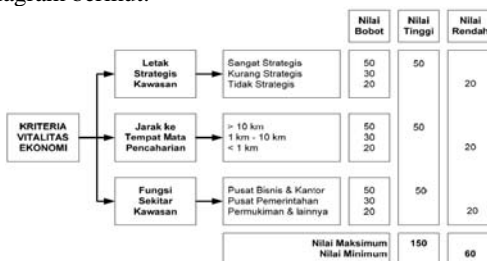 diagram berikut:
Nilai Bobot
Nilai Tinggi
Nilai Rendah
KRITERIA VITALITAS EKONOMI
Letak Strategis Kawasan
Sangat Strategis 50 50
Kurang Strategis 30
Tidak Strategis 20 20
Jarak ke Tempat Mata Pencaharian
> 10 km 50 50
1 km - 10 km 30
< 1 km 20 20
Fungsi Sekitar Kawasan
Pusat Bisnis & Kantor 50 50
Pusat Pemerintahan 30
Permukiman & lainnya 20 20
Nilai Maksimum 150
Nilai Minimum 60